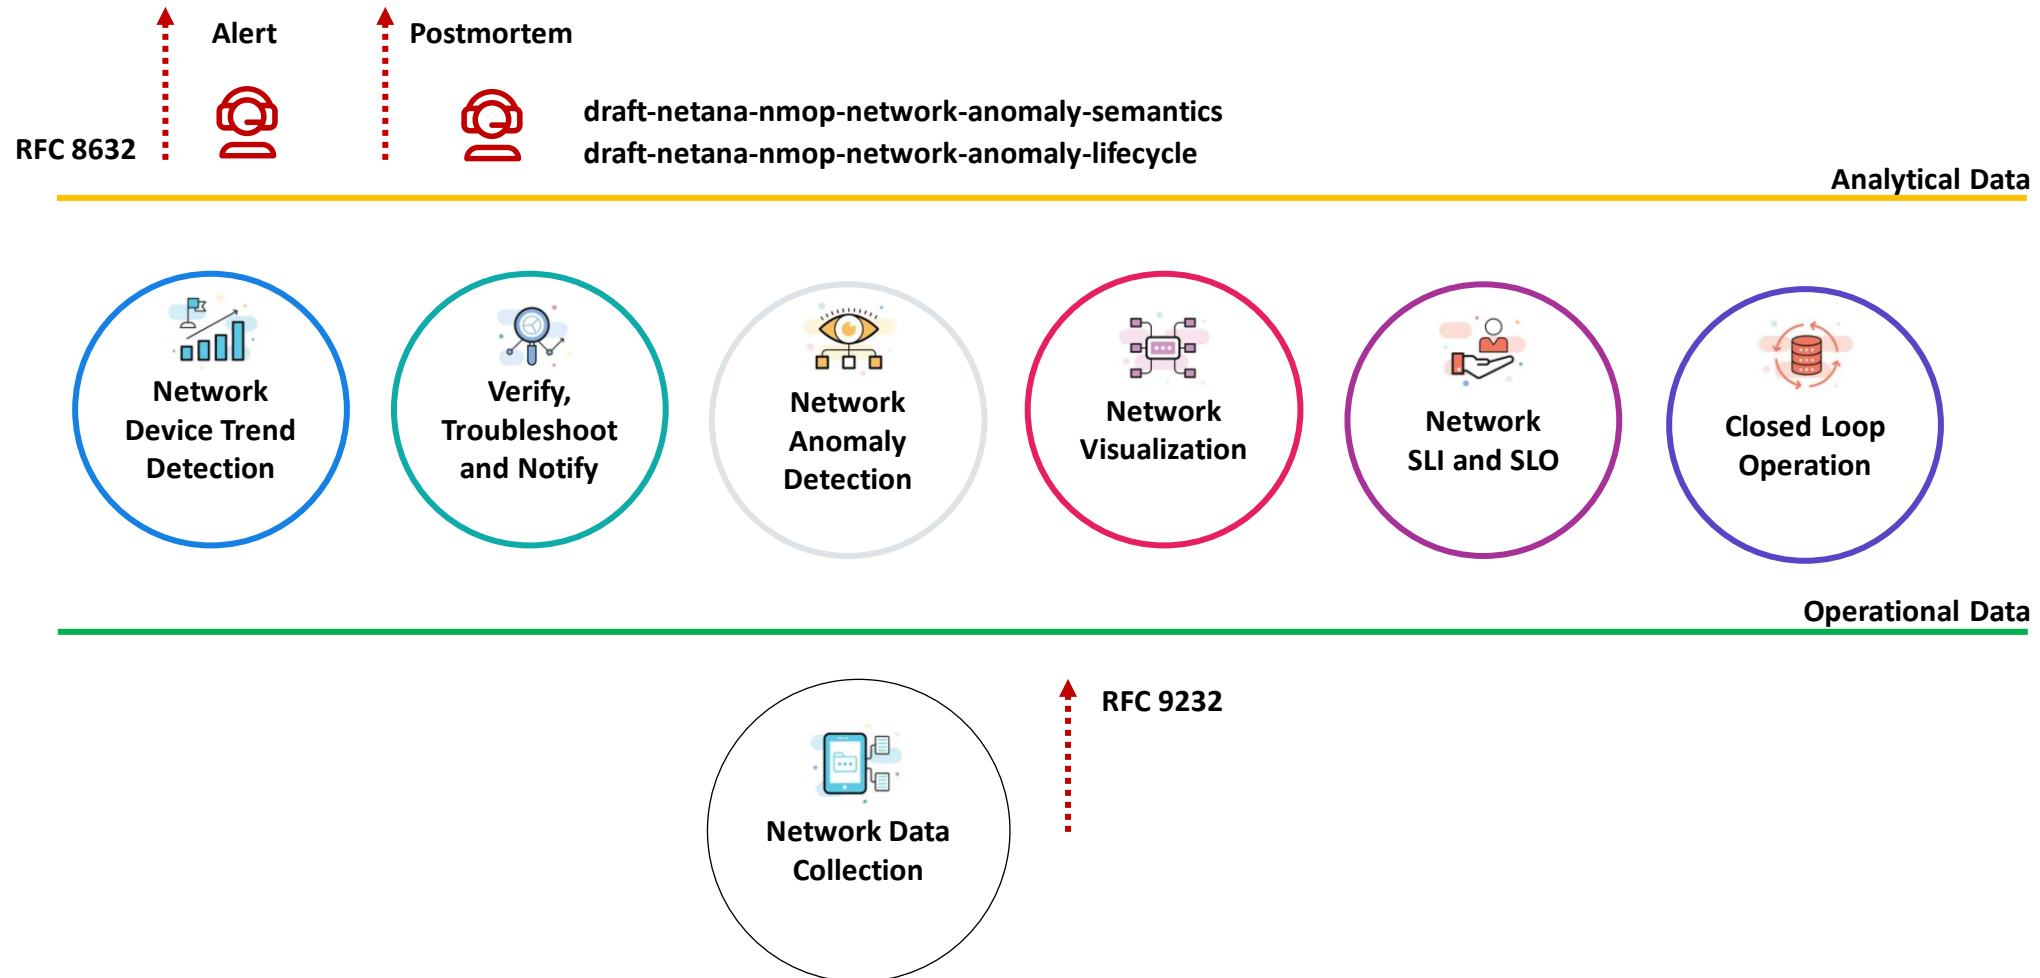 Alert
Postmortem
RFC 8632
draft-netana-nmop-network-anomaly-semantics
draft-netana-nmop-network-anomaly-lifecycle
Analytical Data
Network
Device Trend
Detection
Verify,
Troubleshoot
and Notify
Network
Anomaly
Detection
Network
Visualization
Network
SLI and SLO
Closed Loop
Operation
Operational Data
RFC 9232
Network Data
Collection